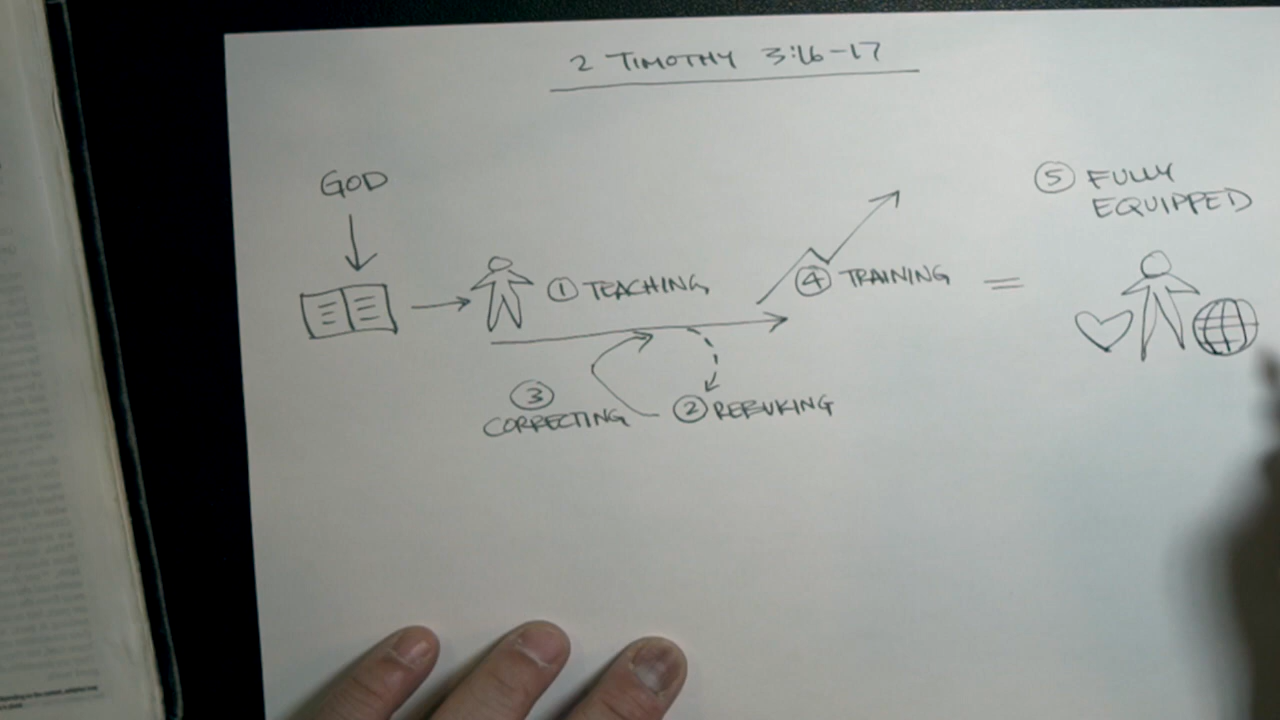 2 TIMOTHY 3:16-17
GOD
① TEACHING
② REBUKING
③
CORRECTING
④ TRAINING
=
⑤ FULLY
EQUIPPED